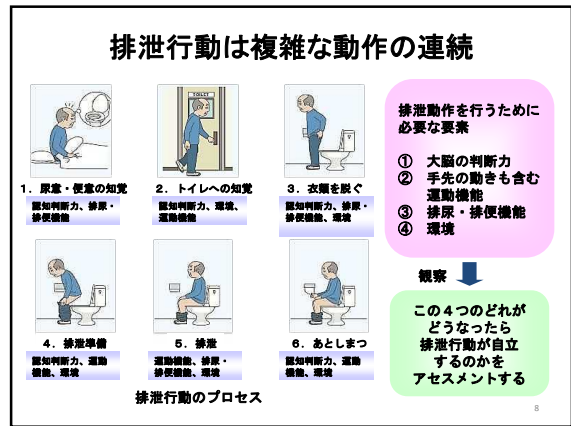 排泄行動は複雑な動作の連続
TOILET
1．尿意・便意の知覚
認知判断力、排尿・
排便機能
2．トイレへの知覚
認知判断力、環境、
運動機能
3．衣類を脱ぐ
認知判断力、排尿・
排便機能、環境
4．排泄準備
認知判断力、運動
機能、環境
5．排泄
運動機能、排尿・
排便機能、環境
6．あとしまつ
認知判断力、運動
機能、環境
排泄行動のプロセス
排泄動作を行うために
必要な要素
① 大脳の判断力
② 手先の動きも含む
運動機能
③ 排尿・排便機能
④ 環境
観察
この４つのどれが
どうなったら
排泄行動が自立
するのかを
アセスメントする
8